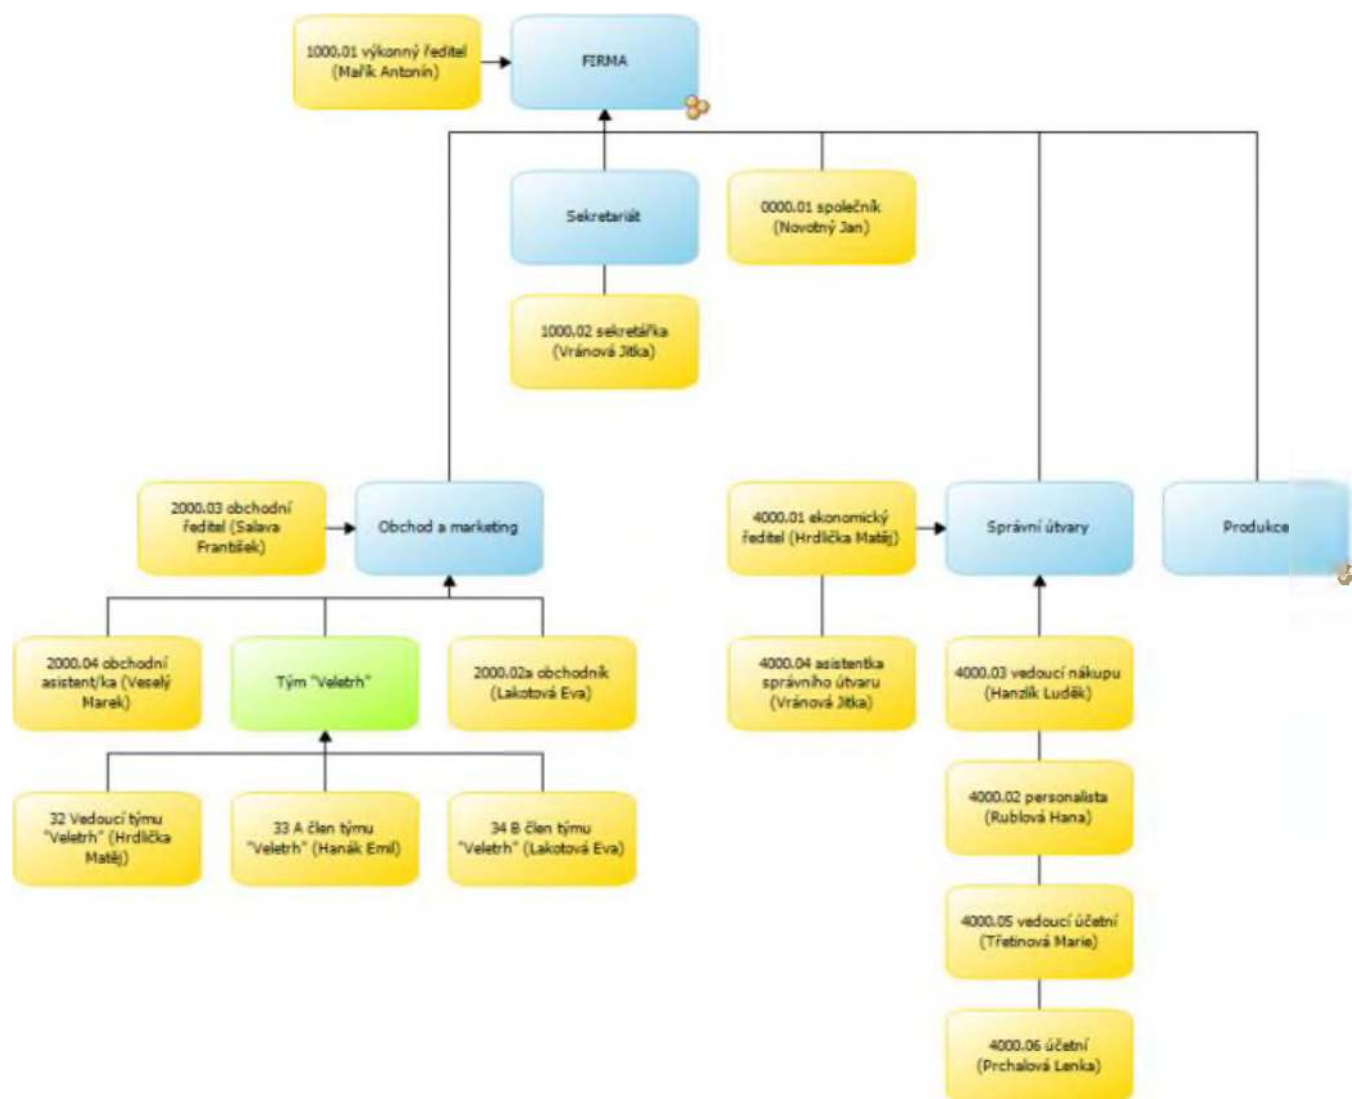 1000.01 výkonný ředitel
(Mařík Antonín)
FIRMA
Sekretariát
0000.01 společník
(Novotný Jan)
1000.02 sekretářka
(Vránová Jitka)
2000.03 obchodní
ředitel (Salava
František)
Obchod a marketing
4000.01 ekonomický
ředitel (Hrdlička Matěj)
Správní útvary
Produkce
2000.04 obchodní
asistent/ka (Veselý
Marek)
Tým "Veletrh"
2000.02a obchodník
(Lakotová Eva)
4000.04 asistentka
správního útvaru
(Vránová Jitka)
4000.03 vedoucí nákupu
(Hanzlík Luděk)
32 Vedoucí týmu
"Veletrh" (Hrdlička
Matěj)
33 A člen týmu
"Veletrh" (Hanák Emil)
34 B člen týmu
"Veletrh" (Lakotová Eva)
4000.02 personalista
(Rublová Hana)
4000.05 vedoucí účetní
(Třetinová Marie)
4000.06 účetní
(Prchalová Lenka)